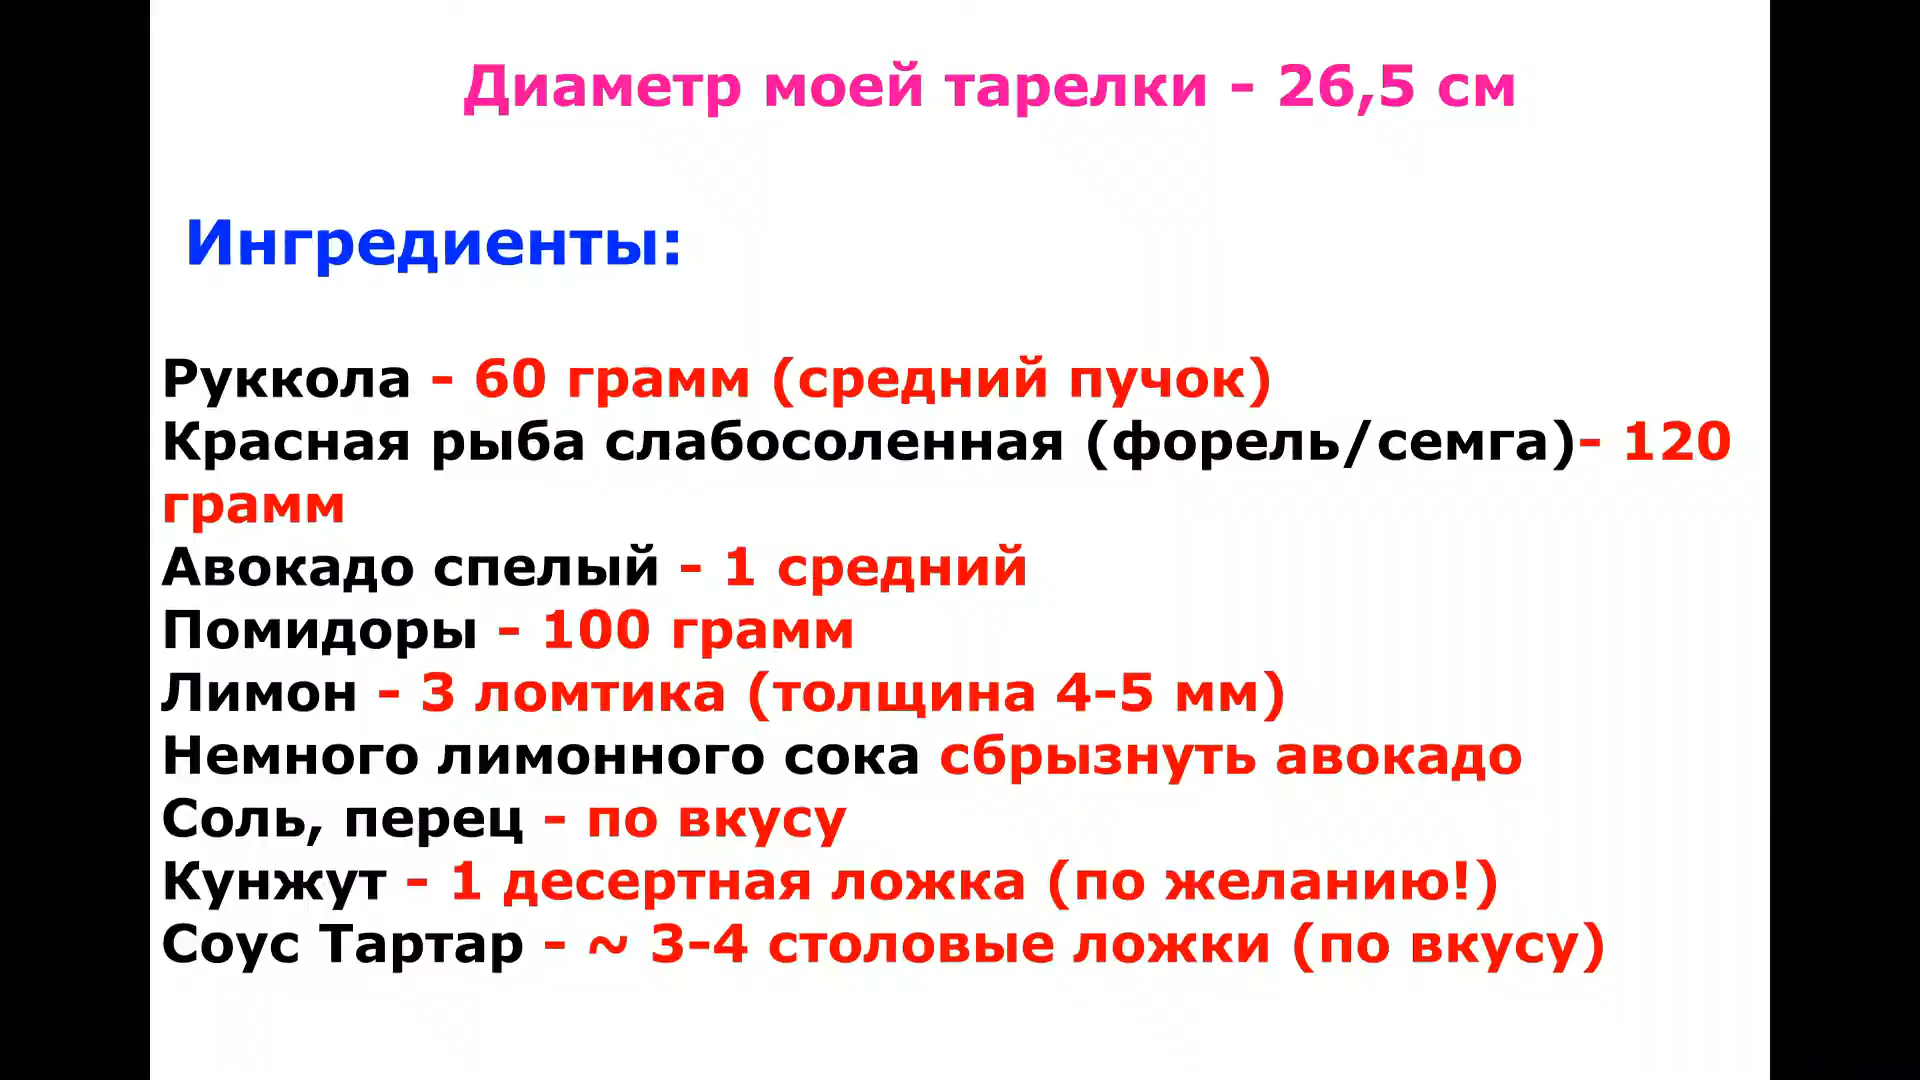 Диаметр моей тарелки - 26,5 см
Ингредиенты:
Руккола - 60 грамм (средний пучок)
Красная рыба слабосоленная (форель/семга)- 120
грамм
Авокадо спелый - 1 средний
Помидоры - 100 грамм
Лимон - 3 ломтика (толщина 4-5 мм)
Немного лимонного сока сбрызнуть авокадо
Соль, перец - по вкусу
Кунжут - 1 десертная ложка (по желанию!)
Соус Тартар - ~ 3-4 столовые ложки (по вкусу)